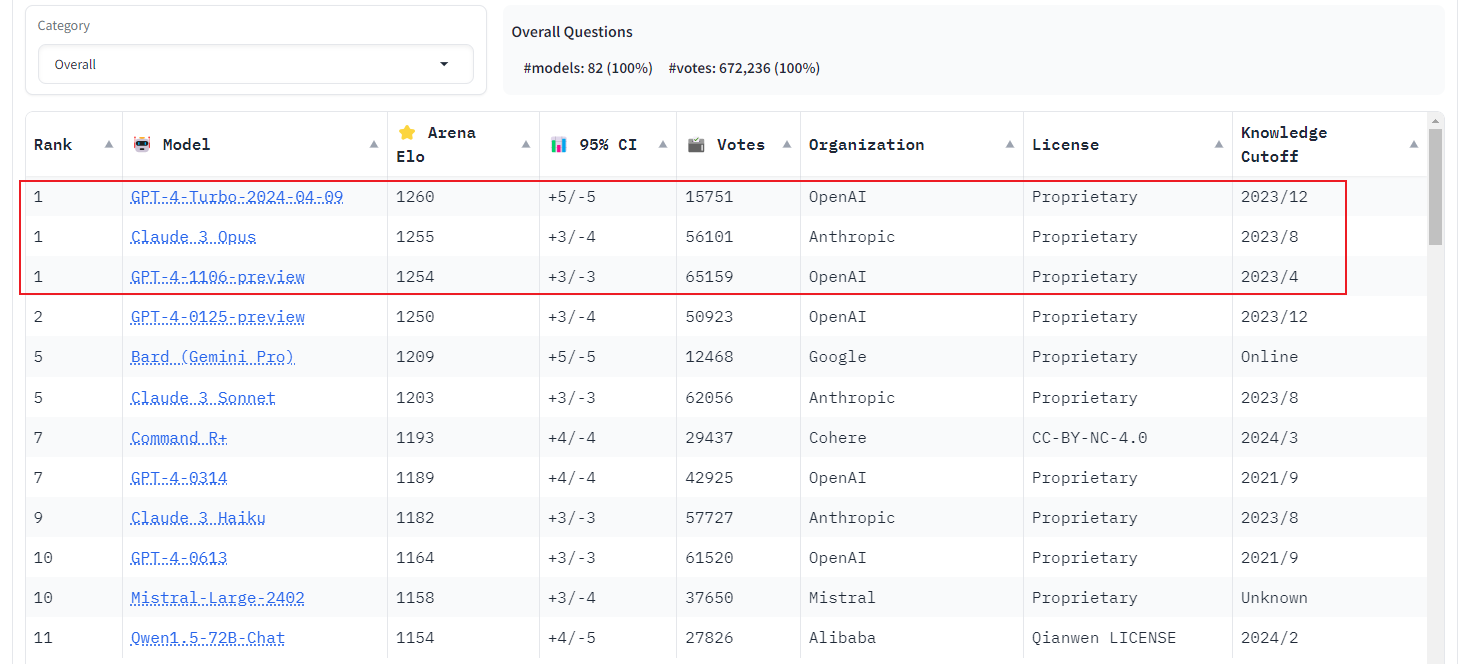 Category
Overall
Overall Questions
#models: 82 (100%) #votes: 672,236 (100%)
Rank Model Arena Elo 95% CI Votes Organization License Knowledge Cutoff
1 GPT-4-Turbo-2024-04-09 1260 +5/-5 15751 OpenAI Proprietary 2023/12
1 Claude 3 Opus 1255 +3/-4 56101 Anthropic Proprietary 2023/8
1 GPT-4-1106-preview 1254 +3/-3 65159 OpenAI Proprietary 2023/4
2 GPT-4-0125-preview 1250 +3/-4 50923 OpenAI Proprietary 2023/12
5 Bard (Gemini Pro) 1209 +5/-5 12468 Google Proprietary Online
5 Claude 3 Sonnet 1203 +3/-3 62056 Anthropic Proprietary 2023/8
7 Command R+ 1193 +4/-4 29437 Cohere CC-BY-NC-4.0 2024/3
7 GPT-4-0314 1189 +4/-4 42925 OpenAI Proprietary 2021/9
9 Claude 3 Haiku 1182 +3/-3 57727 Anthropic Proprietary 2023/8
10 GPT-4-0613 1164 +3/-3 61520 OpenAI Proprietary 2021/9
10 Mistral-Large-2402 1158 +3/-4 37650 Mistral Proprietary Unknown
11 Qwen1.5-72B-Chat 1154 +4/-5 27826 Alibaba Qianwen LICENSE 2024/2